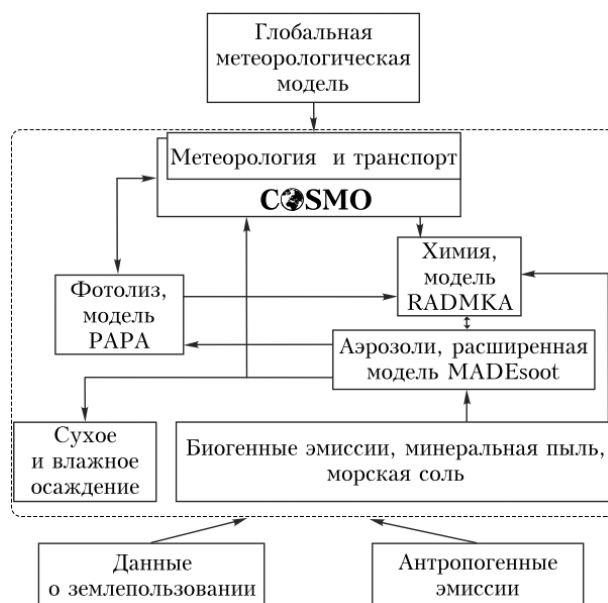 Глобальная
метеорологическая
модель
Метеорология и транспорт
COSMO
Химия,
модель
RADMKA
Фотолиз,
модель
PAPA
Аэрозоли, расширенная
модель MADEsoot
Сухое
и влажное
осаждение
Биогенные эмиссии, минеральная пыль,
морская соль
Данные
о землепользовании
Антропогенные
эмиссии